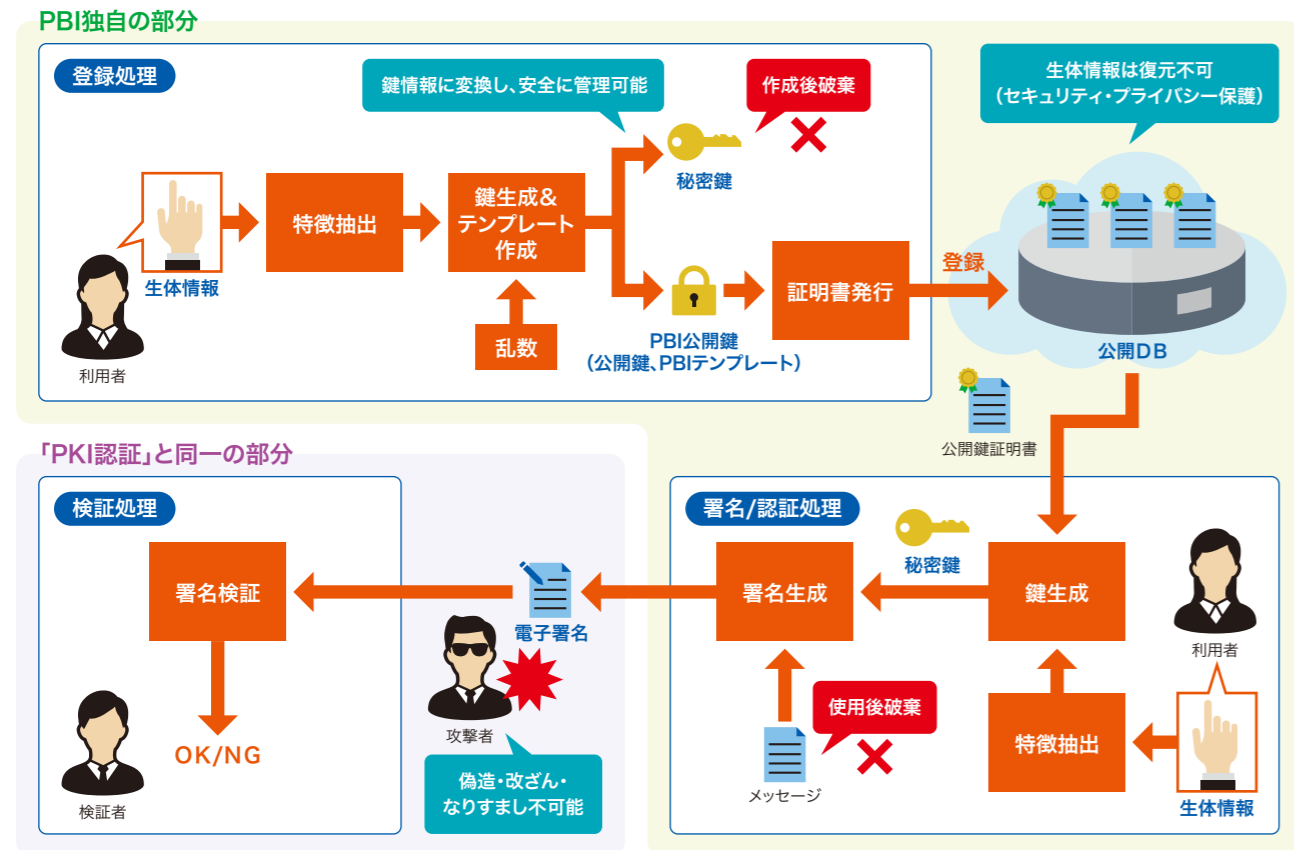 PBI独自の部分
登録処理
鍵情報に変換し、安全に管理可能
作成後破棄
生体情報は復元不可
（セキュリティ・プライバシー保護）
秘密鍵
特徴抽出
鍵生成＆
テンプレート
作成
生体情報
利用者
乱数
PBI公開鍵
（公開鍵、PBIテンプレート）
証明書発行
登録
公開DB
公開鍵証明書
「PKI認証」と同一の部分
検証処理
署名検証
OK/NG
検証者
電子署名
攻撃者
偽造・改ざん・
なりすまし不可能
署名/認証処理
秘密鍵
署名生成
鍵生成
利用者
使用後破棄
メッセージ
特徴抽出
生体情報